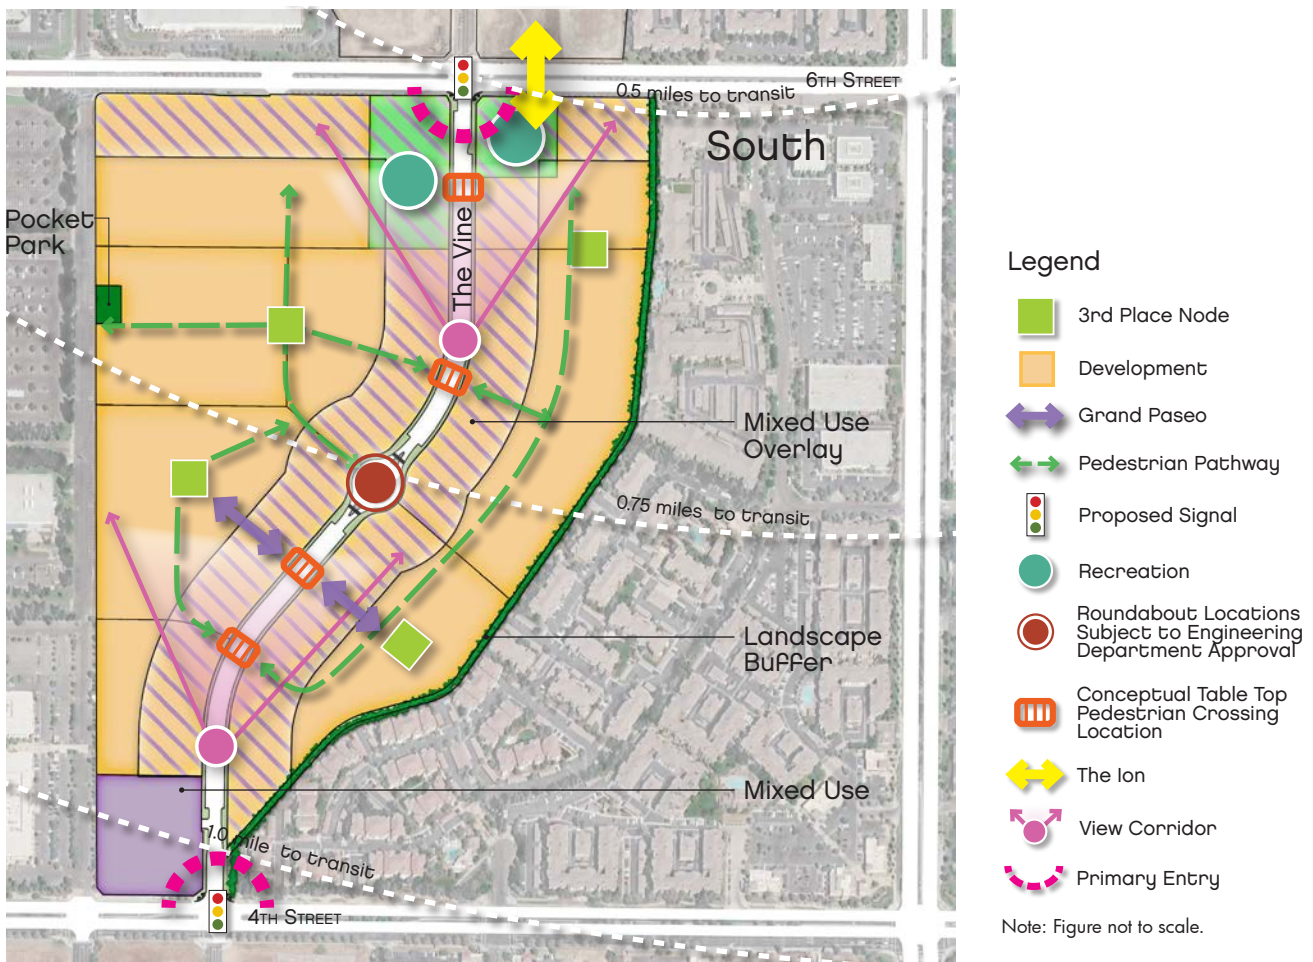 6TH STREET
0.5 miles to transit
South
Pocket
Park
The Vine
Mixed Use
Overlay
0.75 miles to transit
Landscape
Buffer
Mixed Use
1.0 mile to transit
4TH STREET
Legend
3rd Place Node
Development
Grand Paseo
Pedestrian Pathway
Proposed Signal
Recreation
Roundabout Locations
Subject to Engineering
Department Approval
Conceptual Table Top
Pedestrian Crossing
Location
The Ion
View Corridor
Primary Entry
Note: Figure not to scale.